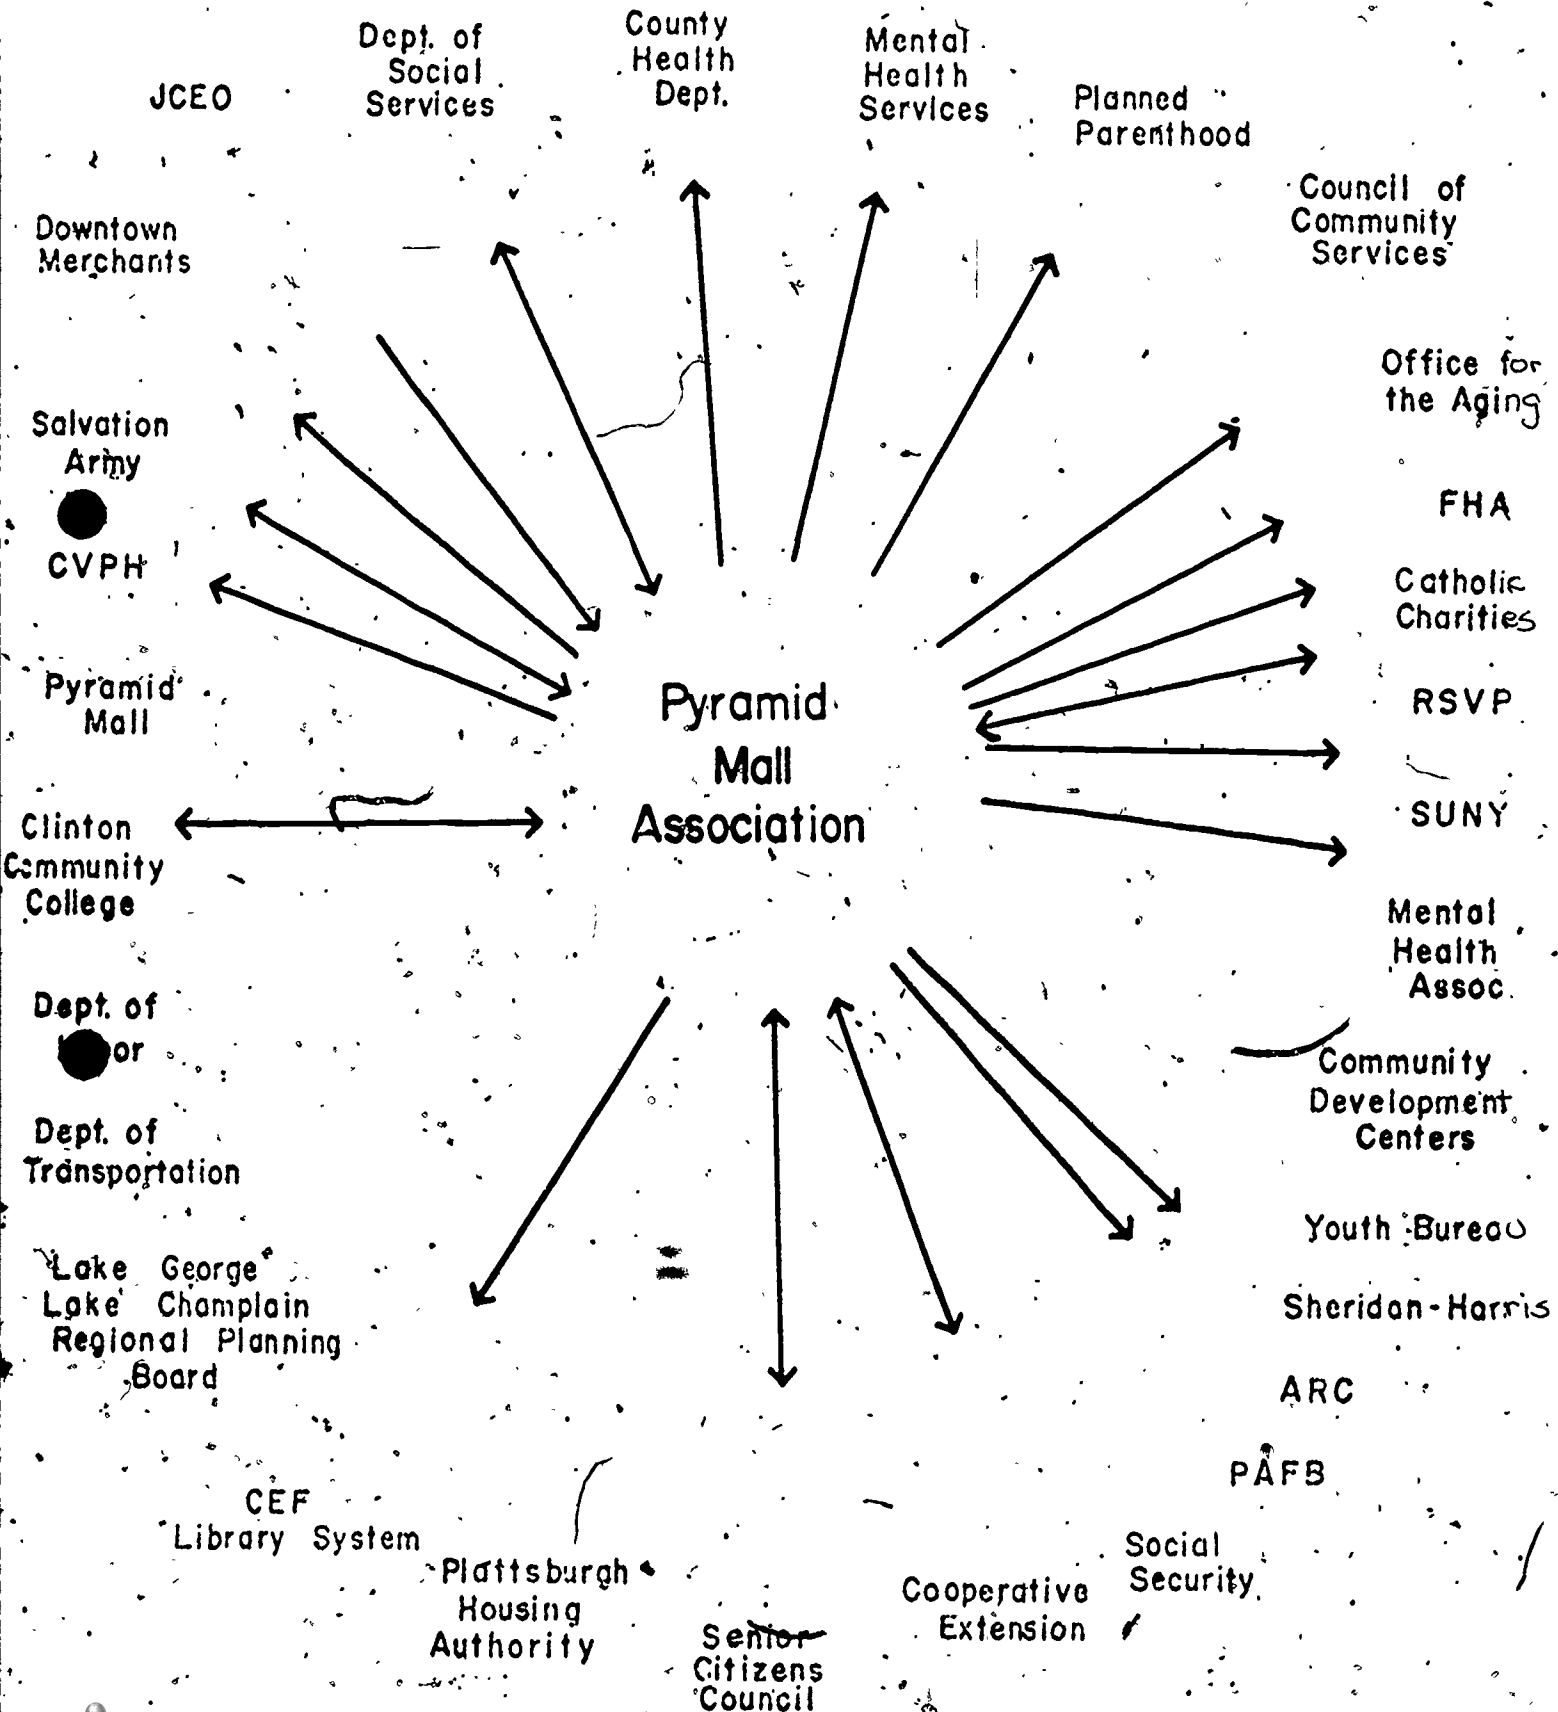 County
Health
Dept.
Dept. of
Social
Services
Mental
Health
Services
JCEO
Planned
Parenthood
Council of
Community
Services
Downtown
Merchants
Office for
the Aging
Salvation
Army
FHA
CVPH
Catholic
Charities
Pyramid
Mall
Pyramid
Mall
Association
RSVP
SUNY
Clinton
Community
College
Mental
Health
Assoc.
Dept. of
or
Community
Development
Centers
Dept. of
Transportation
Youth Bureau
Lake George
Lake Champlain
Regional Planning
Board
Sheridan-Harris
ARC
PAFB
CEF
Library System
Plattsburgh
Housing
Authority
Social
Security
Cooperative
Extension
Senior
Citizens
Council